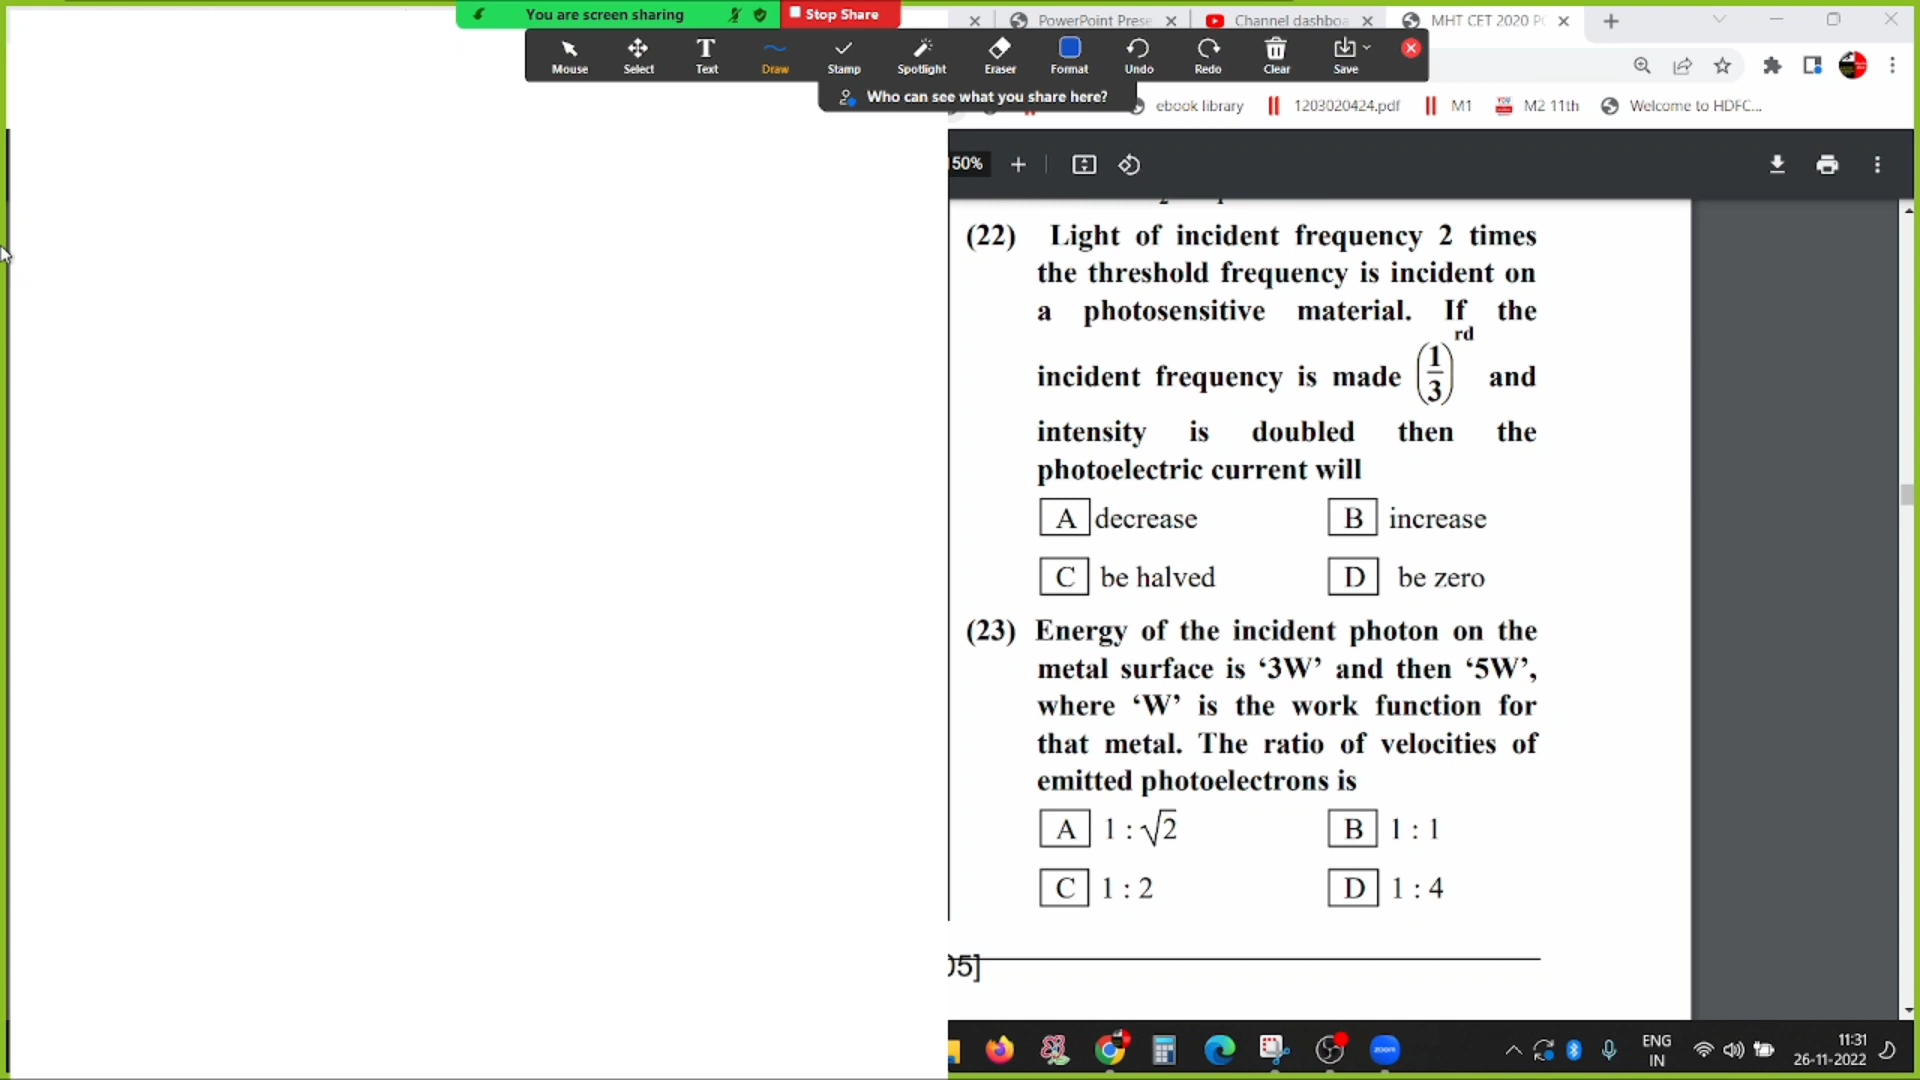 You are screen sharing
Stop Share
PowerPoint Prese
Channel dashboa
MHT CET 2020 P
Mouse
Select
Text
Draw
Stamp
Spotlight
Eraser
Format
Undo
Redo
Clear
Save
Who can see what you share here?
ebook library
1203020424.pdf
M1
M2 11th
Welcome to HDFC...
50%
(22) Light of incident frequency 2 times
the threshold frequency is incident on
a photosensitive material. If the
incident frequency is made (1/3)rd and
intensity is doubled then the
photoelectric current will
A decrease B increase
C be halved D be zero
(23) Energy of the incident photon on the
metal surface is ‘3W’ and then ‘5W’,
where ‘W’ is the work function for
that metal. The ratio of velocities of
emitted photoelectrons is
A 1 : √2 B 1 : 1
C 1 : 2 D 1 : 4
05]
zoom
ENG
IN
11:31
26-11-2022